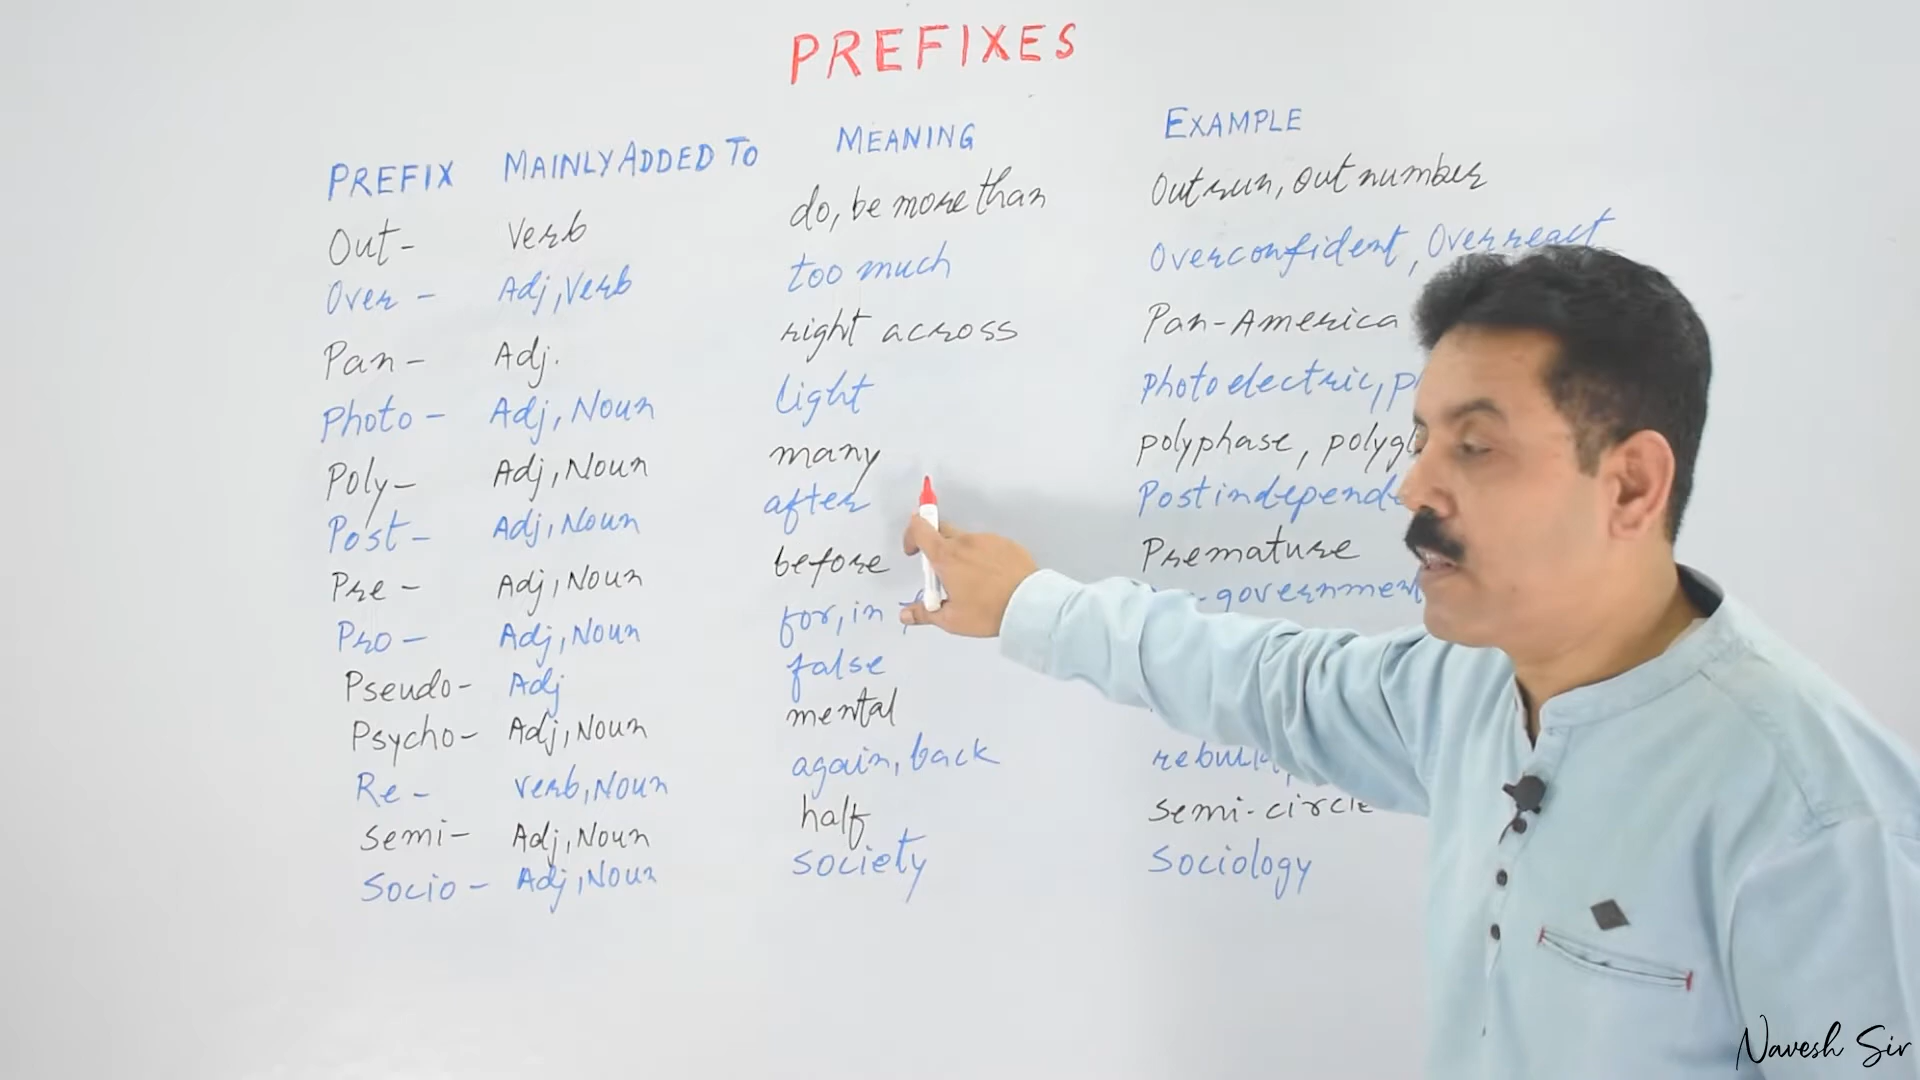 PREFIXES
PREFIX MAINLY ADDED TO MEANING EXAMPLE
Out- Verb do, be more than Outrun, Outnumber
Over- Adj, Verb too much Overconfident, Overreact
Pan- Adj. right across Pan-America
Photo- Adj, Noun light Photoelectric,
Poly- Adj, Noun many polyphase,
Post- Adj, Noun after
Pre- Adj, Noun before Premature
Pro- Adj, Noun for, in government
Pseudo- Adj false
Psycho- Adj, Noun mental
Re- verb, Noun again, back
Semi- Adj, Noun half Semi-circle
Socio- Adj, Noun society Sociology
Navesh Sir